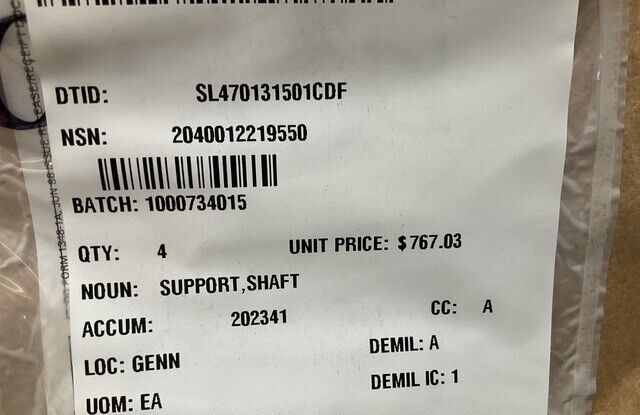 DTID: SL470131501CDF
NSN: 2040012219550
BATCH: 1000734015
QTY: 4 UNIT PRICE: $767.03
NOUN: SUPPORT,SHAFT
ACCUM: 202341 CC: A
LOC: GENN DEMIL: A
UOM: EA DEMIL IC: 1